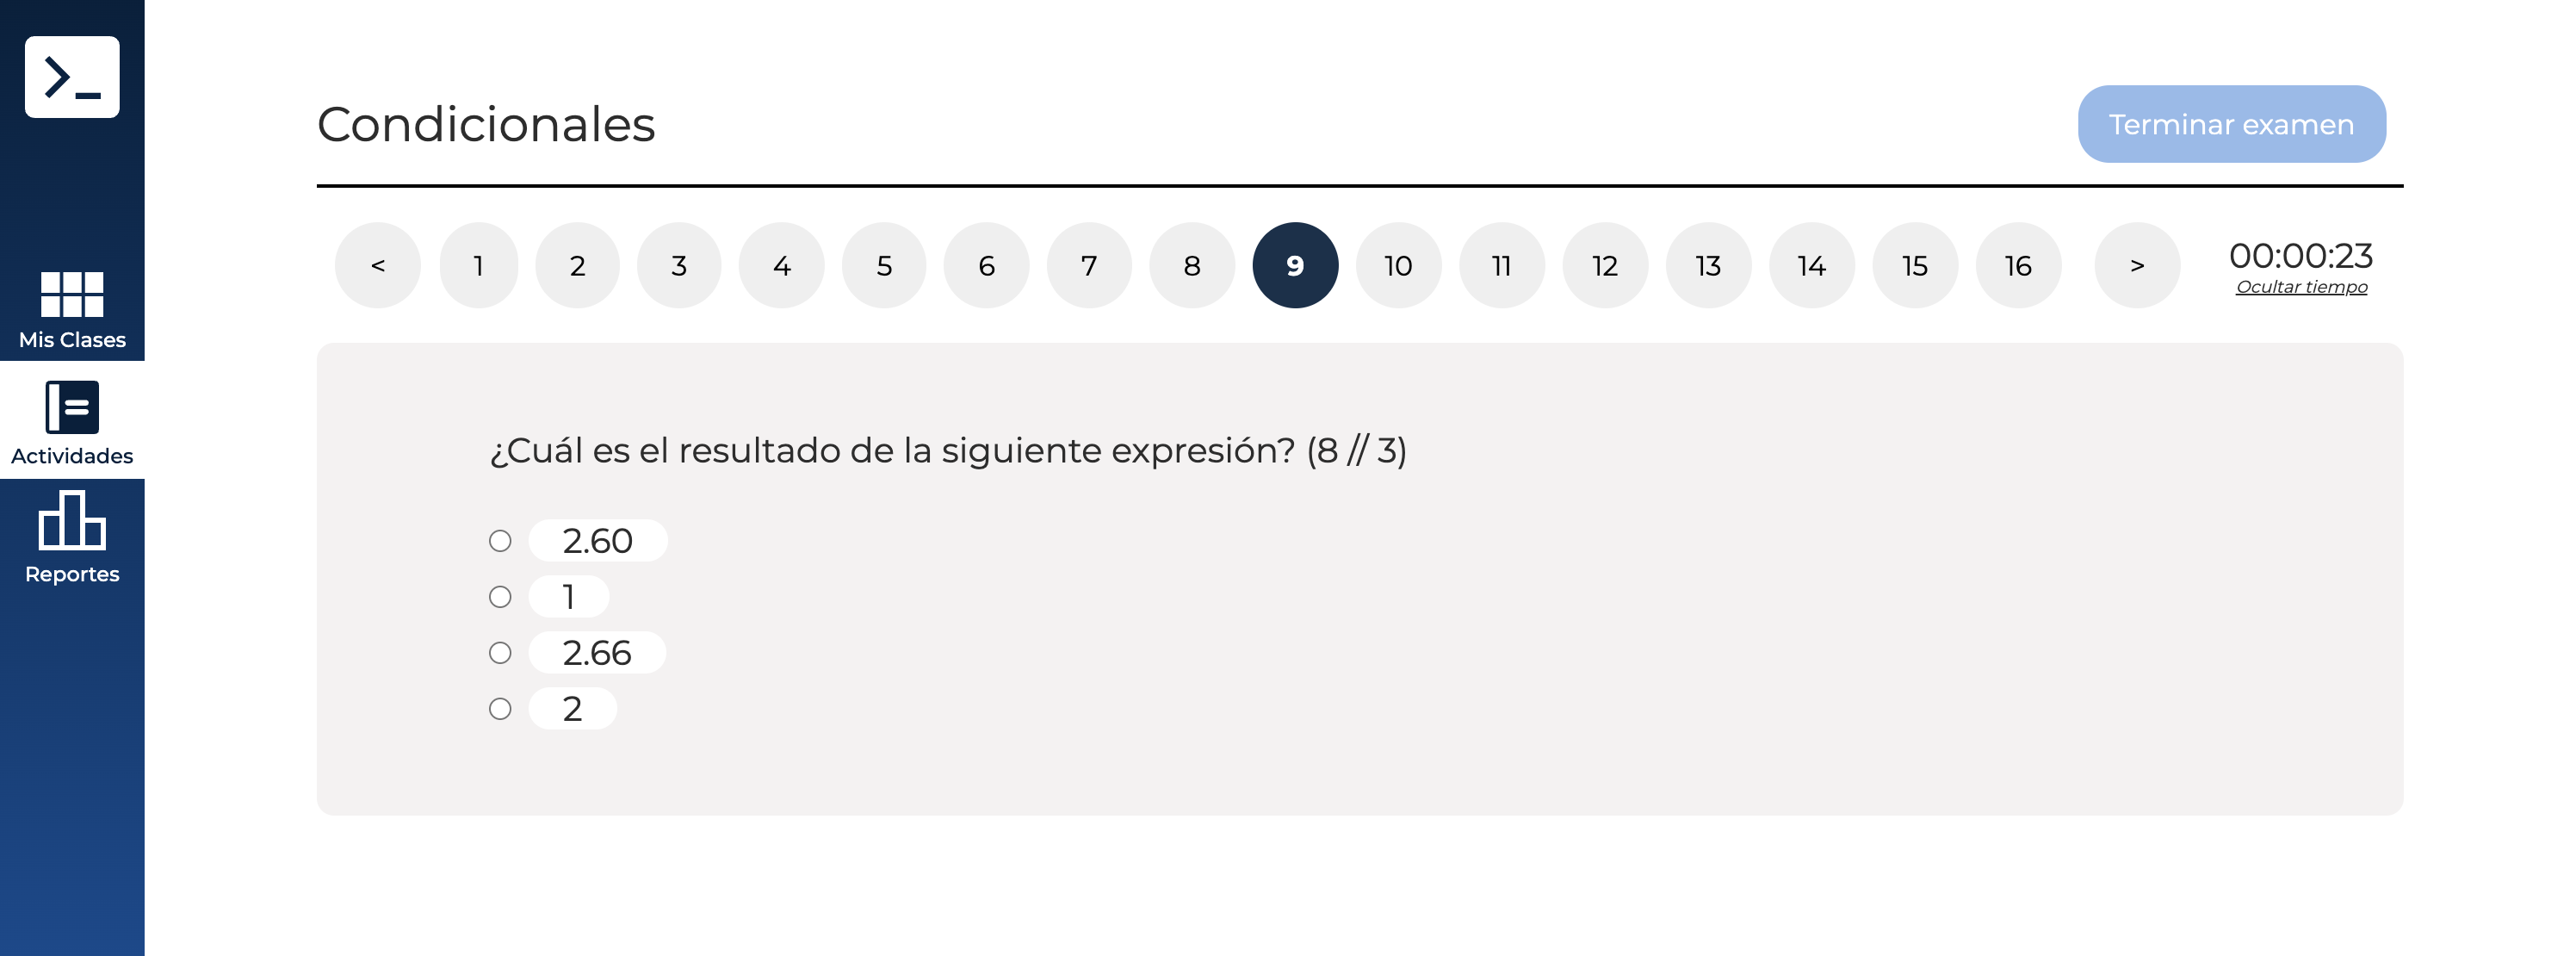 >_
Condicionales
Terminar examen
< 1 2 3 4 5 6 7 8 9 10 11 12 13 14 15 16 >
00:00:23
Ocultar tiempo
Mis Clases
Actividades
Reportes
¿Cuál es el resultado de la siguiente expresión? (8 // 3)
2.60
1
2.66
2